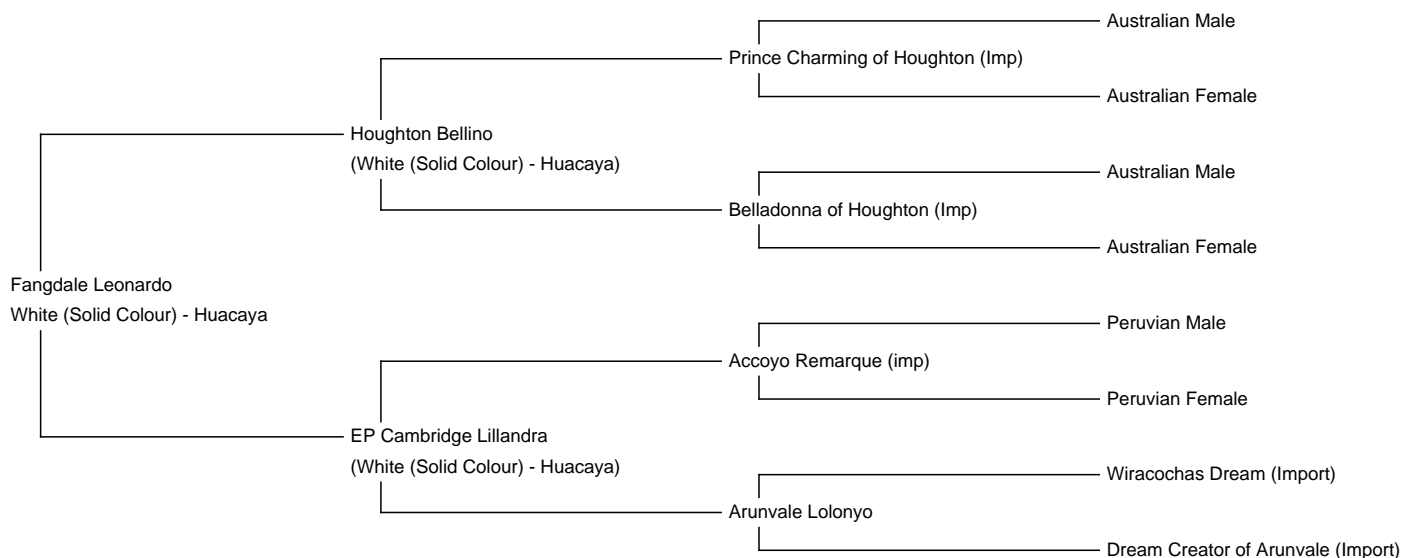 Australian Male
Prince Charming of Houghton (Imp)
Australian Female
Houghton Bellino
(White (Solid Colour) - Huacaya)
Australian Male
Belladonna of Houghton (Imp)
Australian Female
Fangdale Leonardo
White (Solid Colour) - Huacaya
Peruvian Male
Accoyo Remarque (imp)
Peruvian Female
EP Cambridge Lillandra
(White (Solid Colour) - Huacaya)
Wiracochas Dream (Import)
Arunvale Lolonyo
Dream Creator of Arunvale (Import)